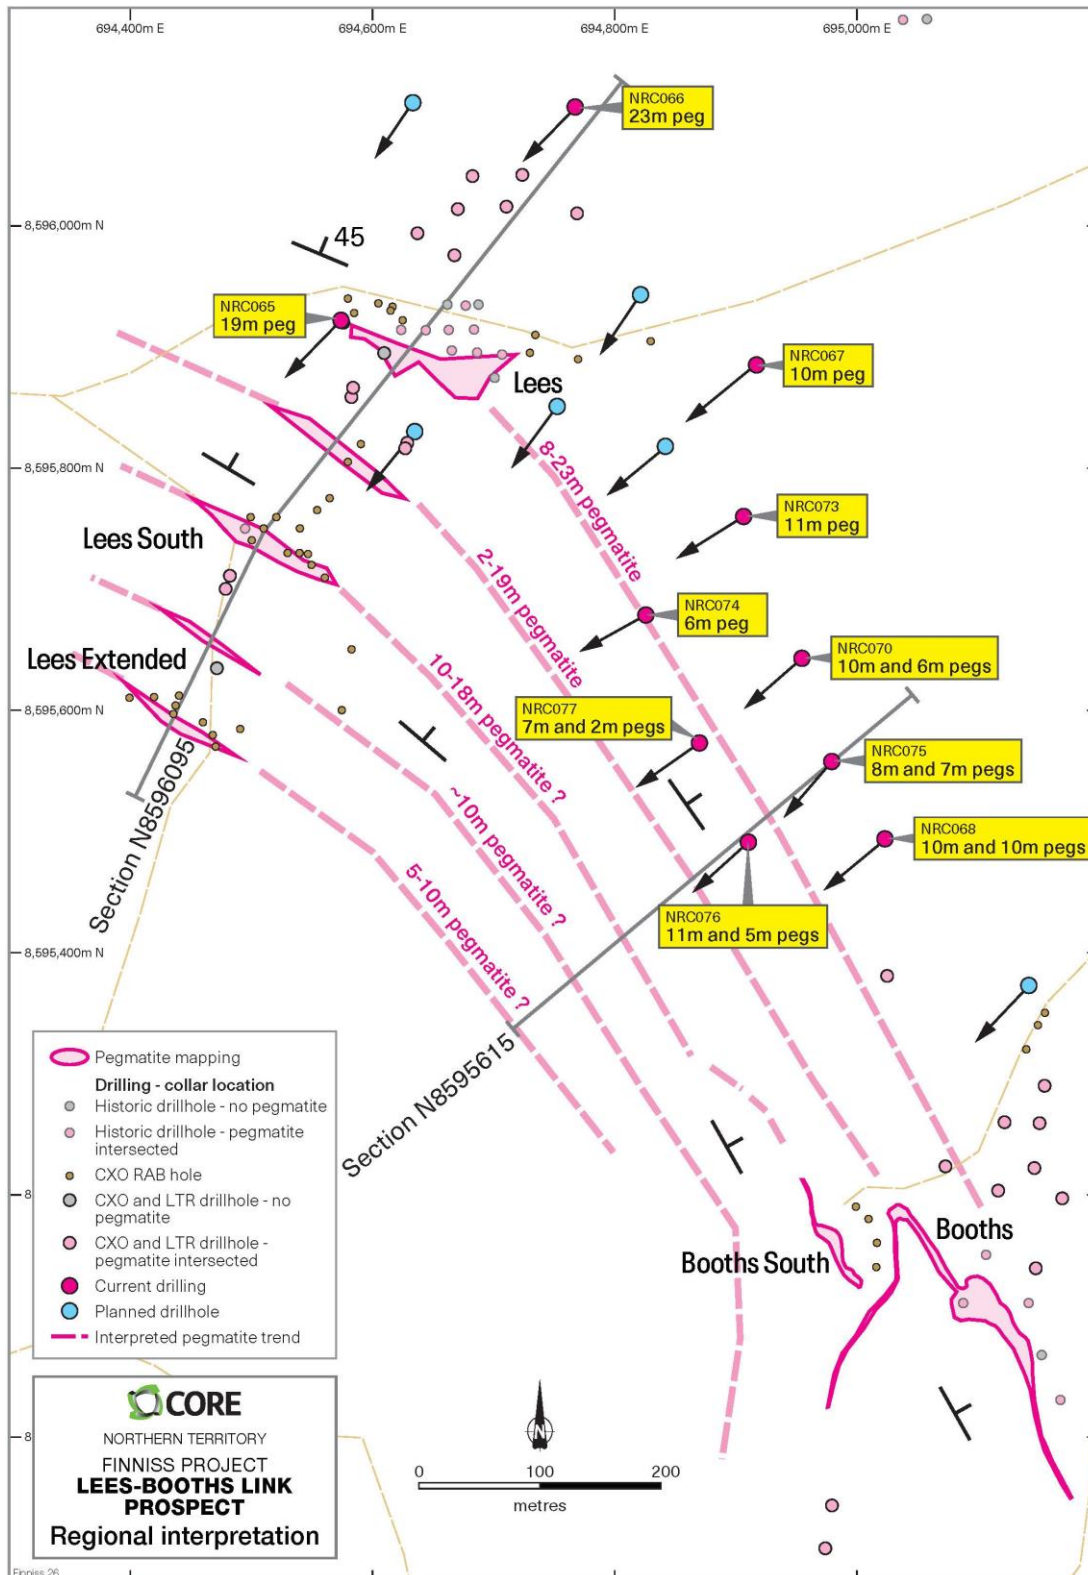 694,400m E
694,600m E
694,800m E
695,000m E
NRC066
23m peg
8,596,000m N
45
NRC065
19m peg
NRC067
10m peg
Lees
8-23m pegmatite
8,595,800m N
NRC073
11m peg
Lees South
2-19m pegmatite
NRC074
6m peg
Lees Extended
10-18m pegmatite ?
NRC070
10m and 6m pegs
8,595,600m N
NRC077
7m and 2m pegs
NRC075
8m and 7m pegs
~10m pegmatite ?
NRC068
10m and 10m pegs
Section N8596095
5-10m pegmatite ?
NRC076
11m and 5m pegs
8,595,400m N
Section N8595615
Pegmatite mapping
Drilling - collar location
Historic drillhole - no pegmatite
Historic drillhole - pegmatite
intersected
CXO RAB hole
CXO and LTR drillhole - no
pegmatite
CXO and LTR drillhole -
pegmatite intersected
Current drilling
Planned drillhole
Interpreted pegmatite trend
8
Booths
Booths South
CORE
NORTHERN TERRITORY
FINNISS PROJECT
LEES-BOOTHS LINK
PROSPECT
Regional interpretation
8
N
0 100 200
metres
Finniss 26